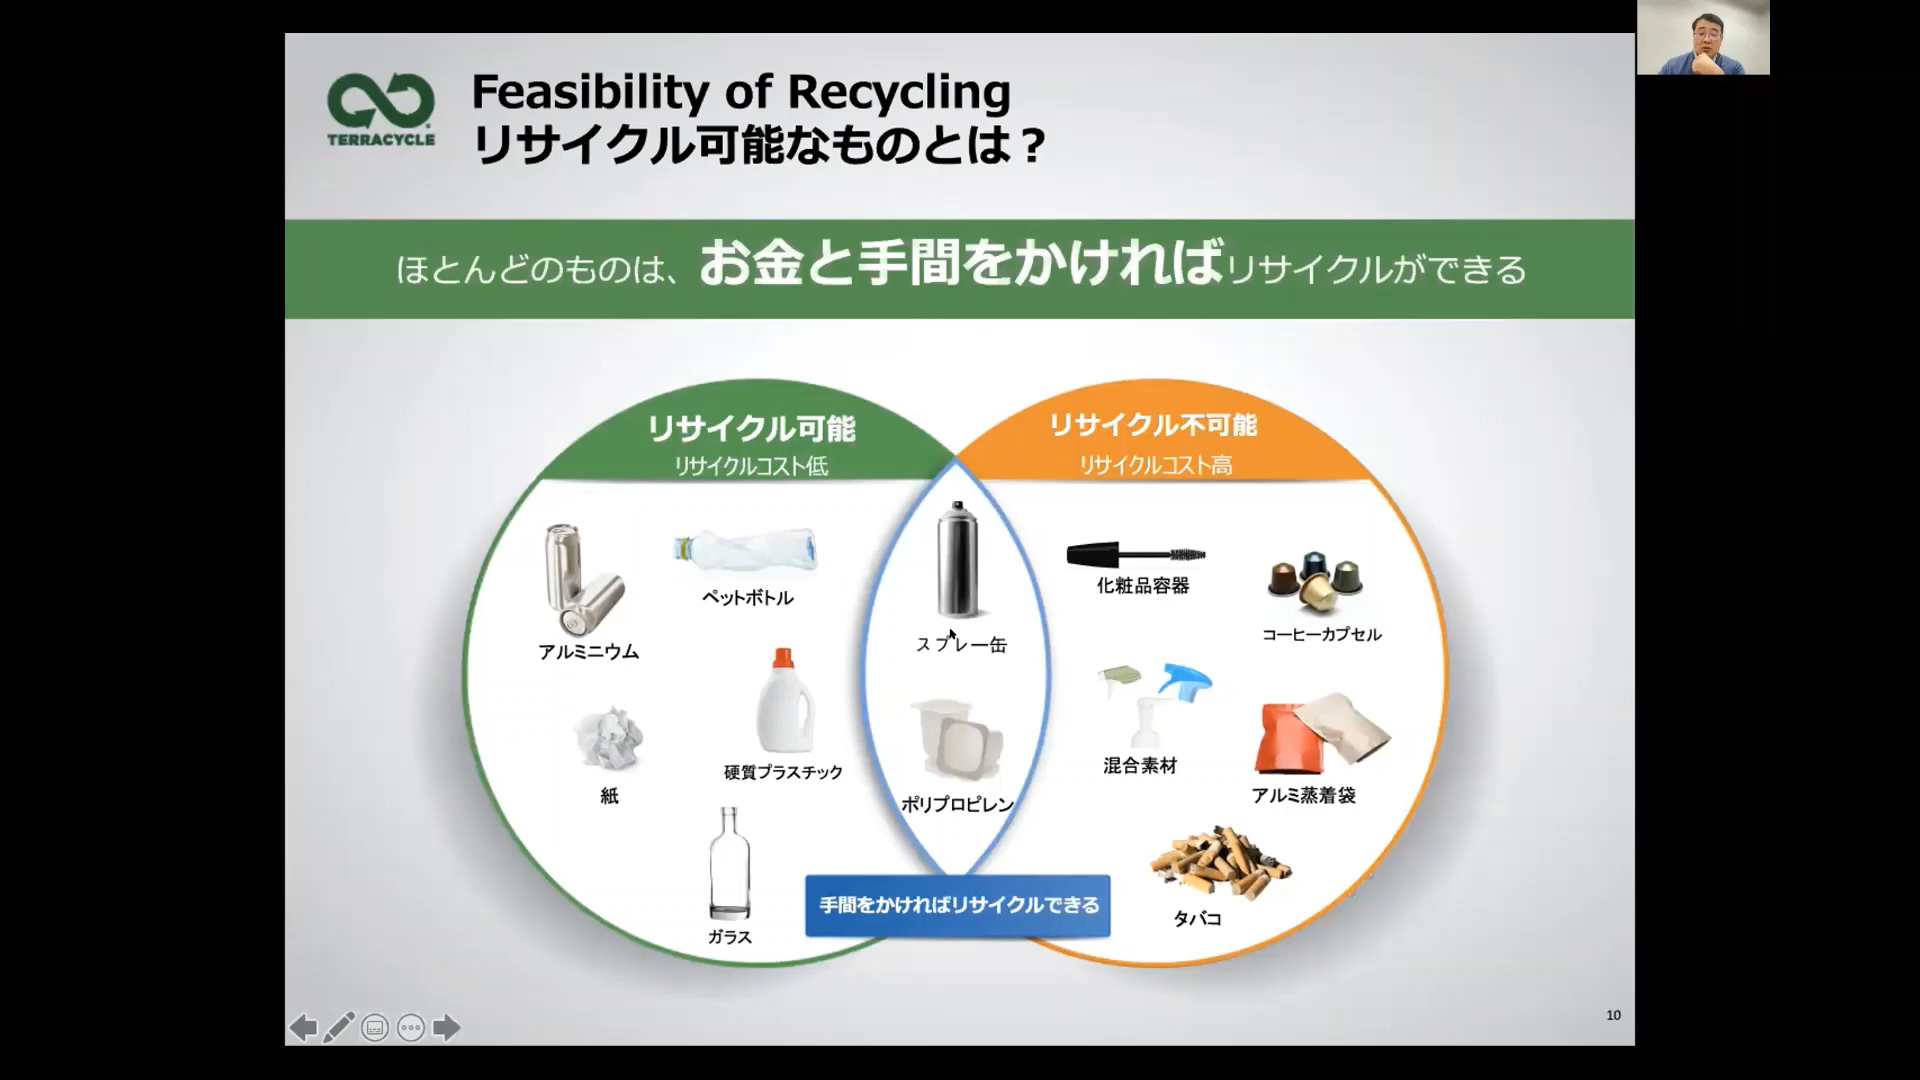 TERRACYCLE
Feasibility of Recycling
リサイクル可能なものとは？
ほとんどのものは、お金と手間をかければリサイクルができる
リサイクル可能
リサイクルコスト低
リサイクル不可能
リサイクルコスト高
アルミニウム
ペットボトル
スプレー缶
化粧品容器
コーヒーカプセル
紙
硬質プラスチック
ポリプロピレン
混合素材
アルミ蒸着袋
ガラス
手間をかければリサイクルできる
タバコ
10